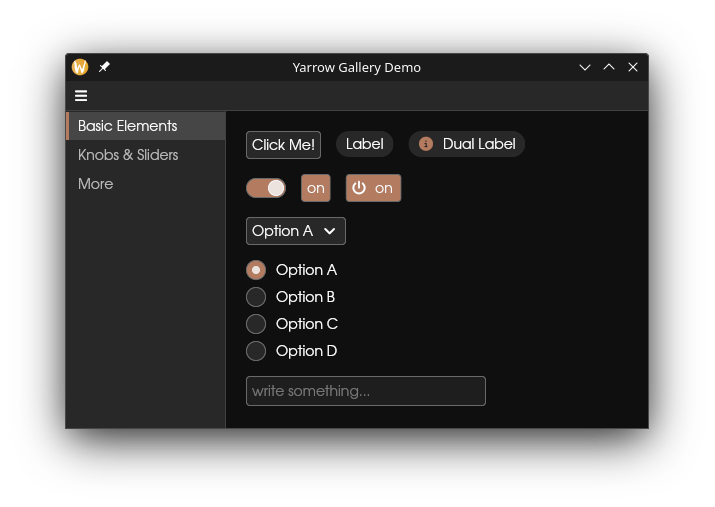 Yarrow Gallery Demo
Basic Elements
Knobs & Sliders
More
Click Me! Label Dual Label
on on
Option A
Option A
Option B
Option C
Option D
write something...